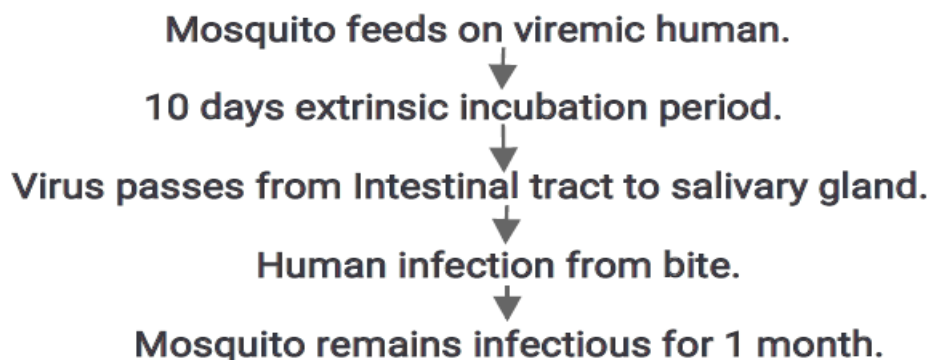 Mosquito feeds on viremic human.
10 days extrinsic incubation period.
Virus passes from Intestinal tract to salivary gland.
Human infection from bite.
Mosquito remains infectious for 1 month.